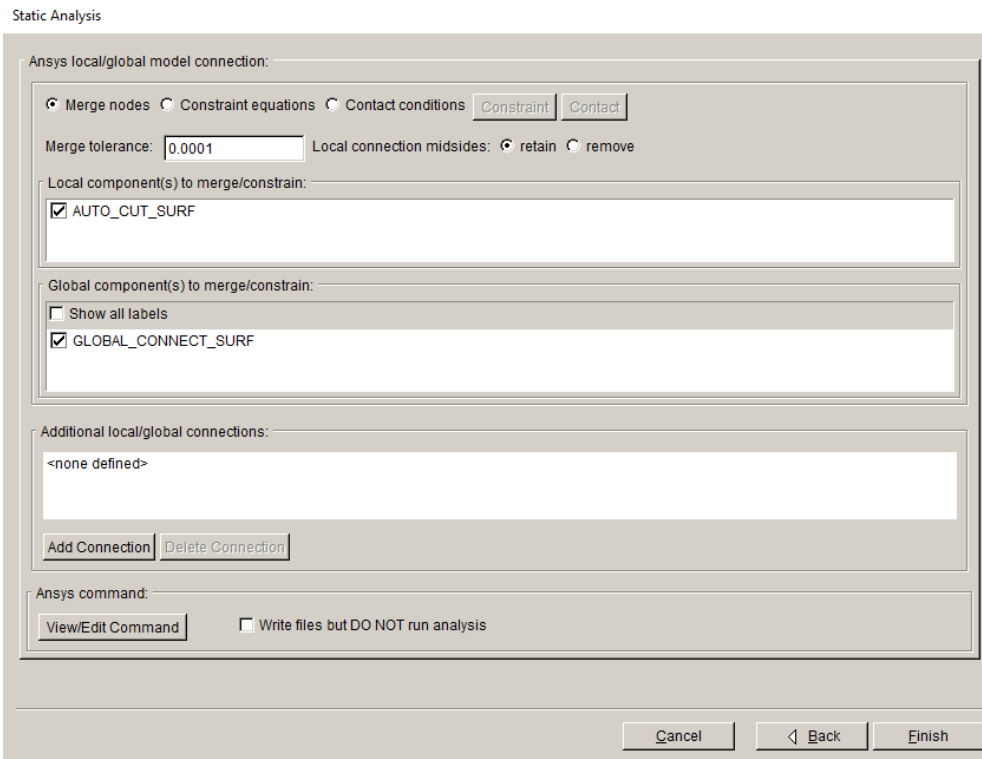 Static Analysis
Ansys local/global model connection:
Merge nodes Constraint equations Contact conditions Constraint Contact
Merge tolerance: 0.0001 Local connection midsides: retain remove
Local component(s) to merge/constrain:
AUTO_CUT_SURF
Global component(s) to merge/constrain:
Show all labels
GLOBAL_CONNECT_SURF
Additional local/global connections:
<none defined>
Add Connection Delete Connection
Ansys command:
View/Edit Command Write files but DO NOT run analysis
Cancel Back Finish